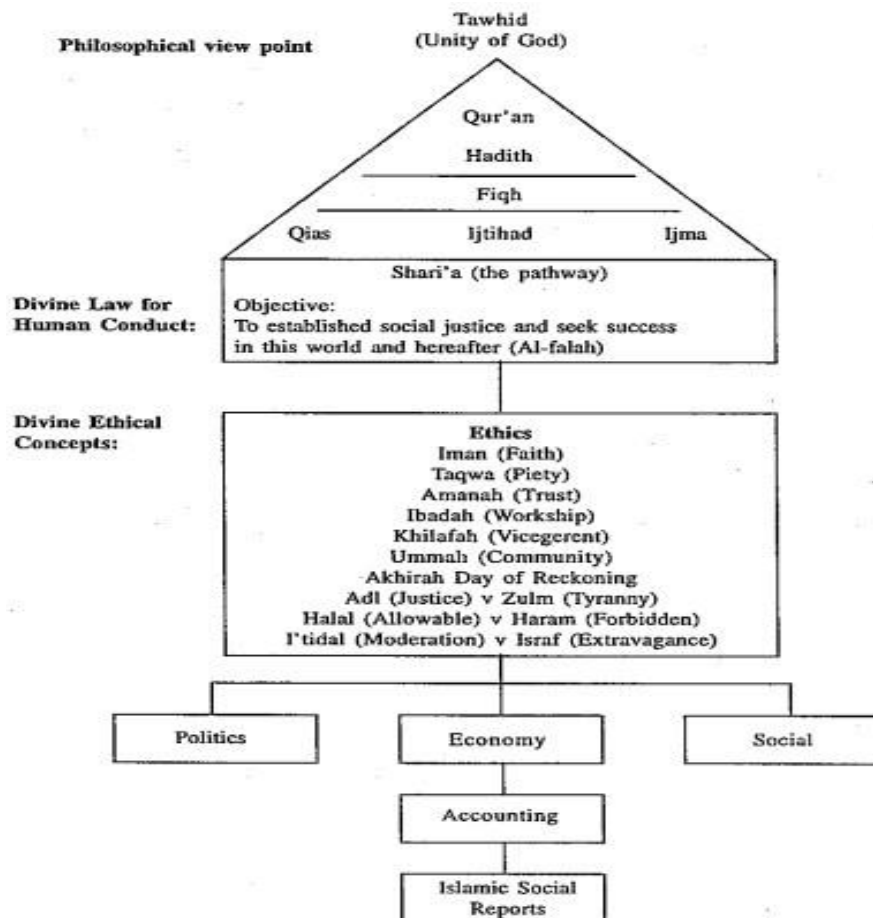 Tawhid
Philosophical view point
(Unity of God)
Qur'an
Hadith
Fiqh
Qias Ijtihad Ijma
Shari'a (the pathway)
Divine Law for
Human Conduct:
Objective:
To established social justice and seek success
in this world and hereafter (Al-falah)
Divine Ethical
Concepts:
Ethics
Iman (Faith)
Taqwa (Piety)
Amanah (Trust)
Ibadah (Workship)
Khilafah (Vicegerent)
Ummah (Community)
Akhirah Day of Reckoning
Adl (Justice) v Zulm (Tyranny)
Halal (Allowable) v Haram (Forbidden)
I'tidal (Moderation) v Israf (Extravagance)
Politics Economy Social
Accounting
Islamic Social
Reports